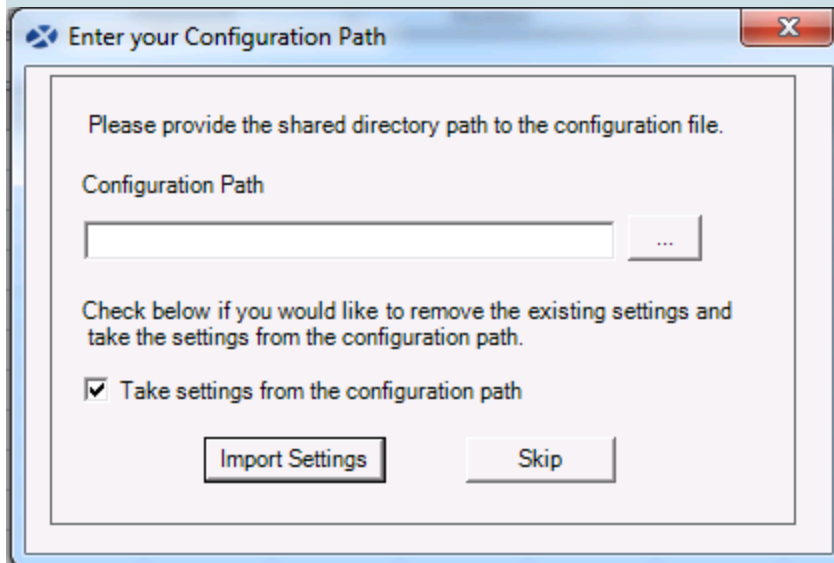 Enter your Configuration Path
Please provide the shared directory path to the configuration file.
Configuration Path
...
Check below if you would like to remove the existing settings and
take the settings from the configuration path.
Take settings from the configuration path
Import Settings
Skip